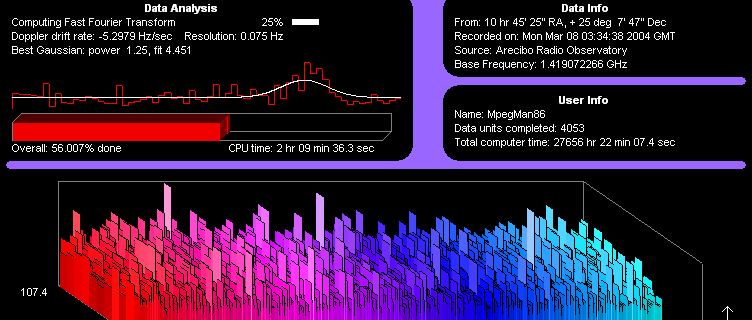 Data Analysis
Computing Fast Fourier Transform 25%
Doppler drift rate: -5.2979 Hz/sec Resolution: 0.075 Hz
Best Gaussian: power 1.25, fit 4.451
Overall: 56.007% done CPU time: 2 hr 09 min 36.3 sec
Data Info
From: 10 hr 45' 25" RA, + 25 deg 7' 47" Dec
Recorded on: Mon Mar 08 03:34:38 2004 GMT
Source: Arecibo Radio Observatory
Base Frequency: 1.419072266 GHz
User Info
Name: MpegMan86
Data units completed: 4053
Total computer time: 27656 hr 22 min 07.4 sec
107.4